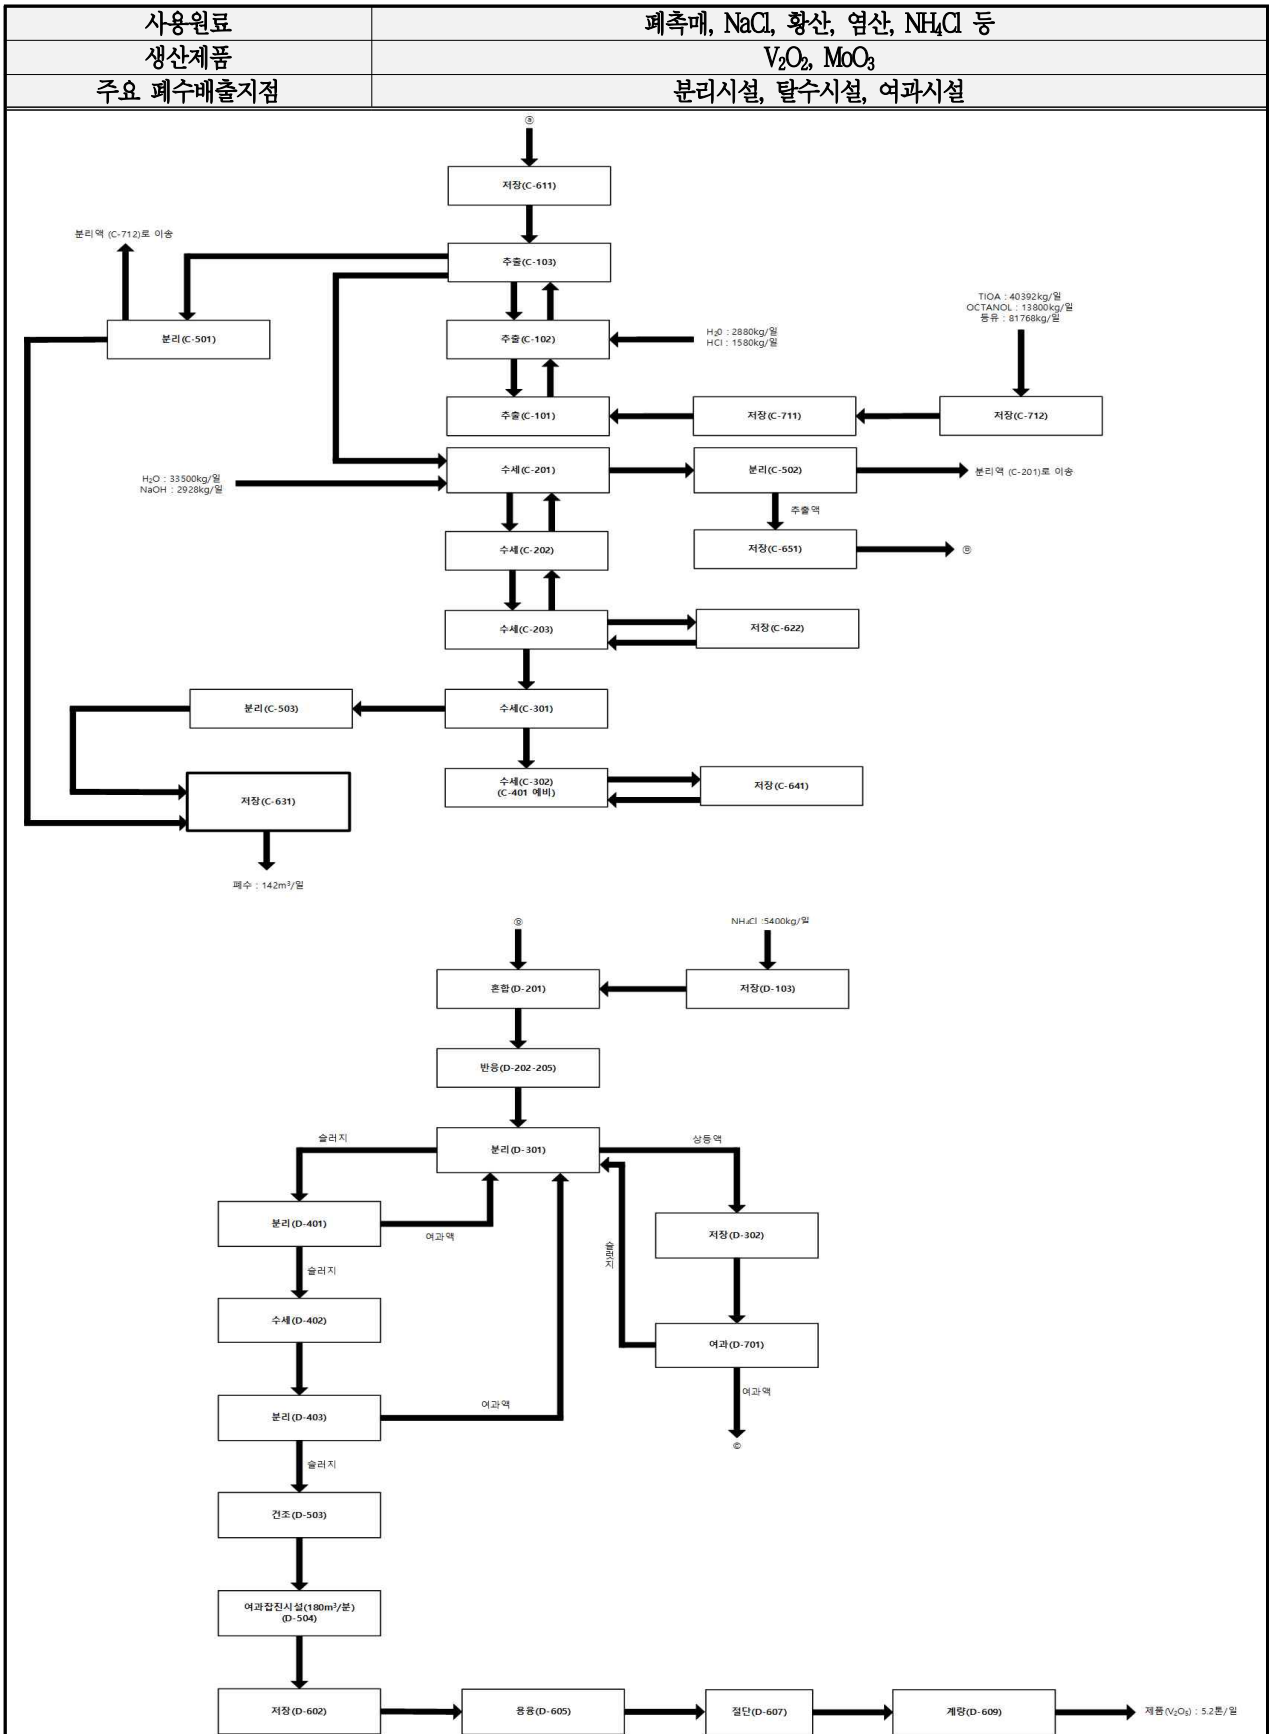 사용원료 폐촉매, NaCl, 황산, 염산, NH₄Cl 등
생산제품 V₂O₂, MoO₃
주요 폐수배출지점 분리시설, 탈수시설, 여과시설
ⓐ
저장(C-611)
분리액 (C-712)로 이송
추출(C-103)
TIOA : 40392kg/일
OCTANOL : 13800kg/일
등유 : 81768kg/일
분리(C-501)
추출(C-102)
H₂0 : 2880kg/일
HCl : 1580kg/일
추출(C-101)
저장(C-711)
저장(C-712)
H₂O : 33500kg/일
NaOH : 2928kg/일
수세(C-201)
분리(C-502)
분리액 (C-201)로 이송
추출액
수세(C-202)
저장(C-651)
ⓑ
수세(C-203)
저장(C-622)
분리(C-503)
수세(C-301)
저장(C-631)
수세(C-302)
(C-401 예비)
저장(C-641)
폐수 : 142m³/일
ⓑ
NH₄Cl :5400kg/일
혼합(D-201)
저장(D-103)
반응(D-202-205)
슬러지
분리(D-301)
상등액
분리(D-401)
여과액
슬러지
저장(D-302)
슬러지
수세(D-402)
여과(D-701)
여과액
분리(D-403)
여과액
ⓒ
슬러지
건조(D-503)
여과집진시설(180m³/분)
(D-504)
저장(D-602)
용융(D-605)
절단(D-607)
계량(D-609)
제품(V₂O₅) : 5.2톤/일